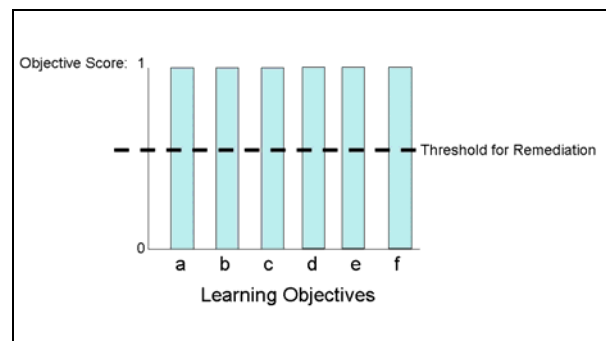 Objective Score: 1
Threshold for Remediation
0
a b c d e f
Learning Objectives